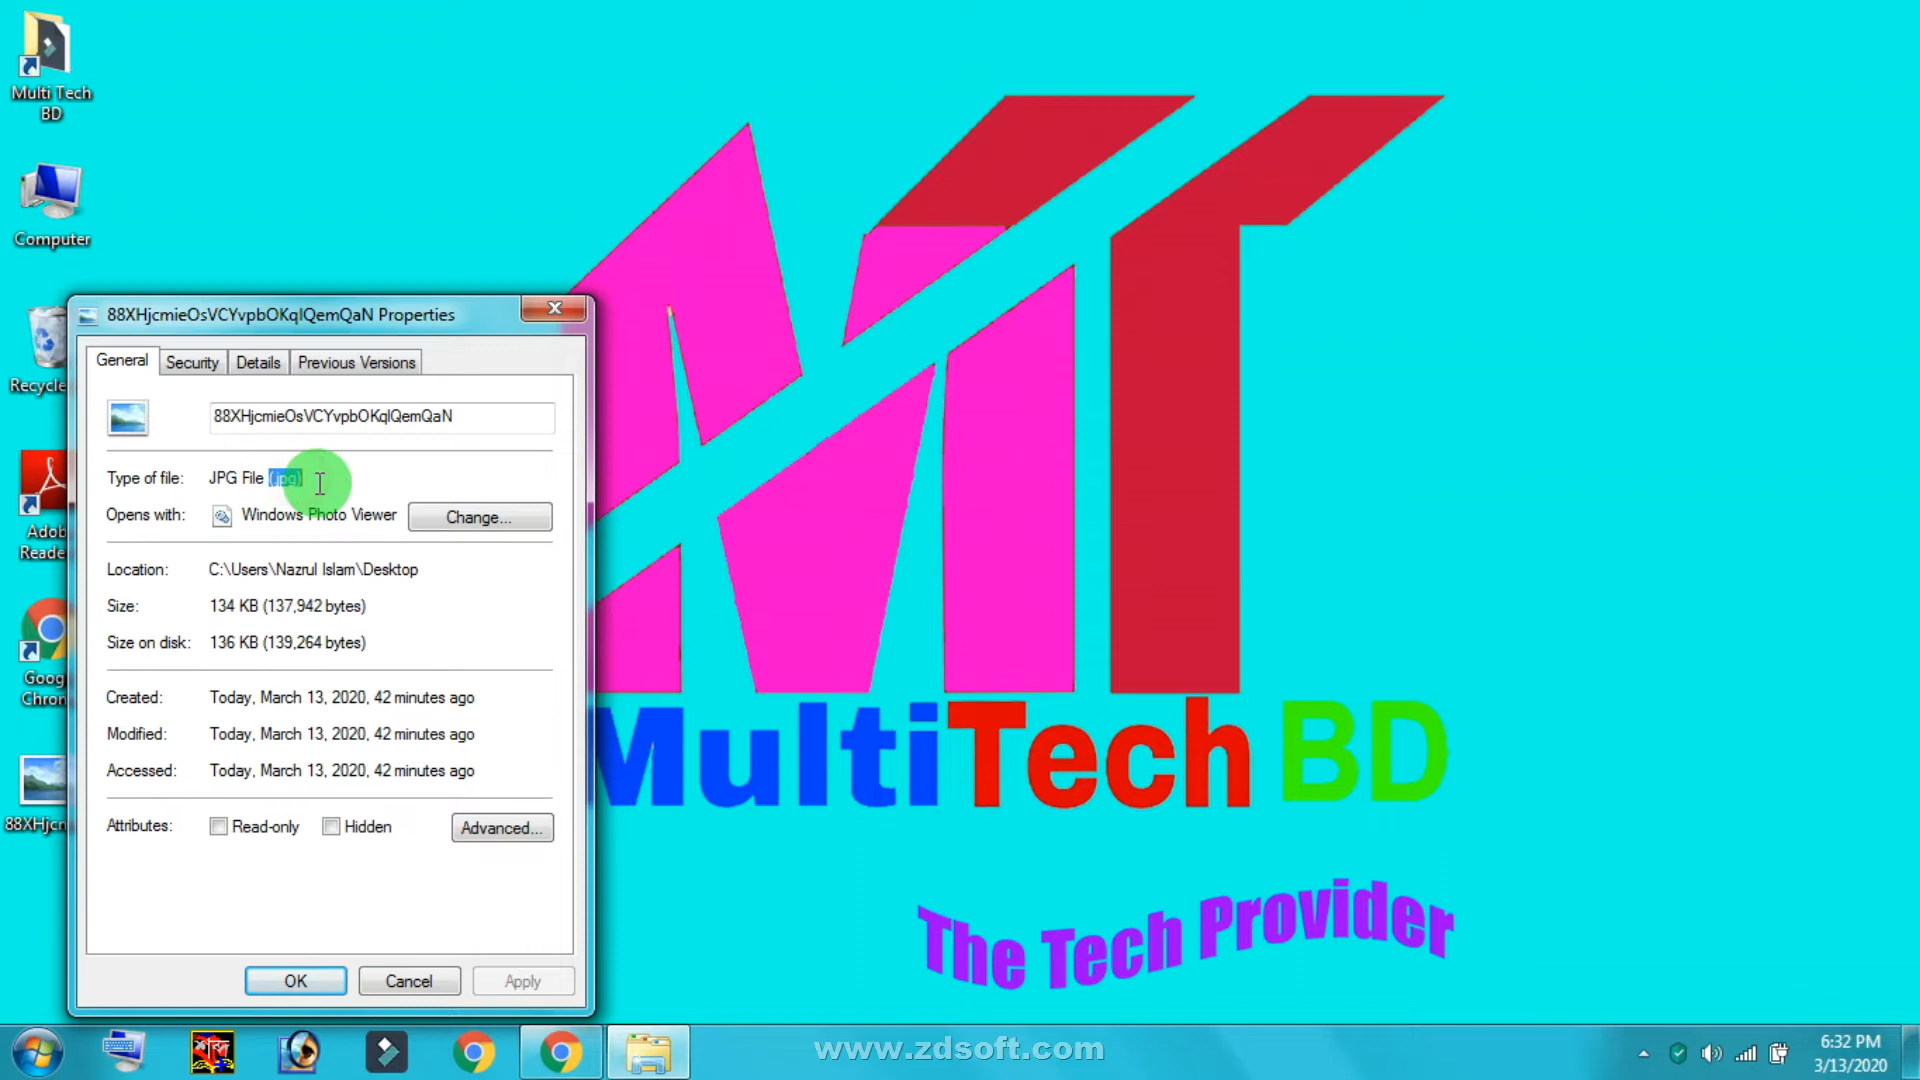 Multi Tech
BD
Computer
Recycle
Adob
Reade
Goog
Chron
88XHjcn
88XHjcmieOsVCYvpbOKqlQemQaN Properties
General
Security
Details
Previous Versions
88XHjcmieOsVCYvpbOKqlQemQaN
Type of file: JPG File (.jpg)
Opens with: Windows Photo Viewer
Change...
Location: C:\Users\Nazrul Islam\Desktop
Size: 134 KB (137,942 bytes)
Size on disk: 136 KB (139,264 bytes)
Created: Today, March 13, 2020, 42 minutes ago
Modified: Today, March 13, 2020, 42 minutes ago
Accessed: Today, March 13, 2020, 42 minutes ago
Attributes: Read-only Hidden
Advanced...
OK
Cancel
Apply
MT
MultiTech BD
The Tech Provider
www.zdsoft.com
6:32 PM
3/13/2020